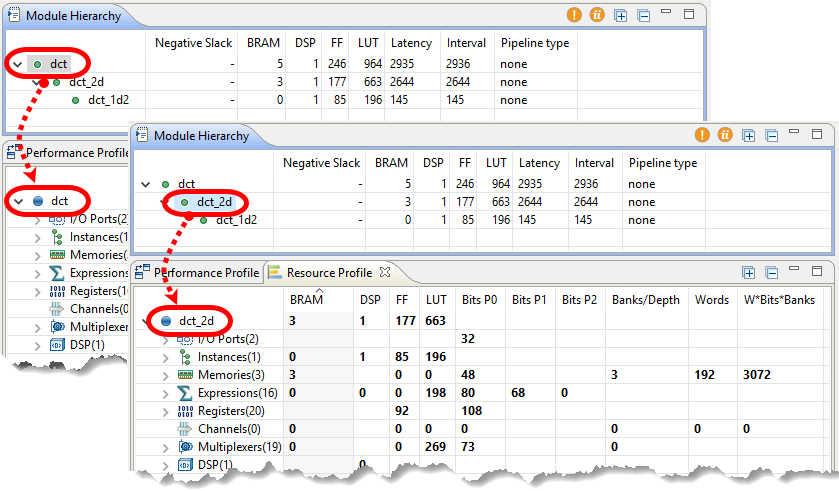 Module Hierarchy
Negative Slack BRAM DSP FF LUT Latency Interval Pipeline type
dct - 5 1 246 964 2935 2936 none
dct_2d - 3 1 177 663 2644 2644 none
dct_1d2 - 0 1 85 196 145 145 none
Performance Profile
dct
I/O Ports(2)
Instances(1
Memories(
Expressions
Registers(1
Channels(0
Multiplexer
DSP(1)
Module Hierarchy
Negative Slack BRAM DSP FF LUT Latency Interval Pipeline type
dct - 5 1 246 964 2935 2936 none
dct_2d - 3 1 177 663 2644 2644 none
dct_1d2 - 0 1 85 196 145 145 none
Performance Profile Resource Profile
BRAM DSP FF LUT Bits P0 Bits P1 Bits P2 Banks/Depth Words W*Bits*Banks
dct_2d 3 1 177 663
I/O Ports(2) 32
Instances(1) 0 1 85 196
Memories(3) 3 0 0 48 3 192 3072
Expressions(16) 0 0 0 198 80 68 0
Registers(20) 92 108
Channels(0) 0 0 0 0 0 0 0
Multiplexers(19) 0 0 269 73 0
DSP(1) 0